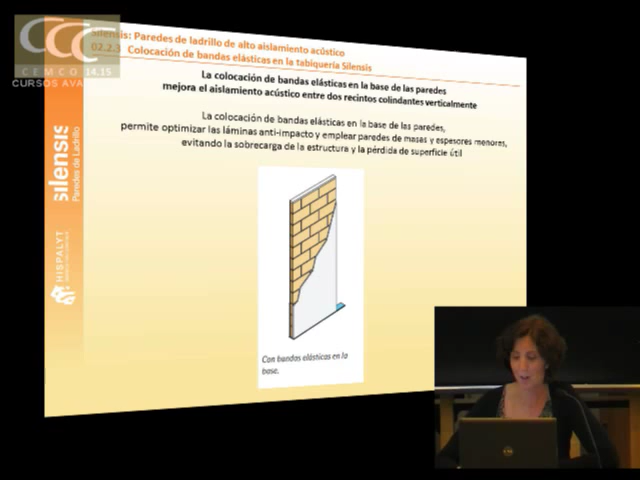 CCC
CEMCO 14.15
CURSOS AVA
Silensis: Paredes de ladrillo de alto aislamiento acústico
02.2.3 Colocación de bandas elásticas en la tabiquería Silensis
La colocación de bandas elásticas en la base de las paredes
mejora el aislamiento acústico entre dos recintos colindantes verticalmente
La colocación de bandas elásticas en la base de las paredes,
permite optimizar las láminas anti-impacto y emplear paredes de masas y espesores menores,
evitando la sobrecarga de la estructura y la pérdida de superficie útil
silensis
Paredes de Ladrillo
HISPALYT
Con bandas elásticas en la
base.